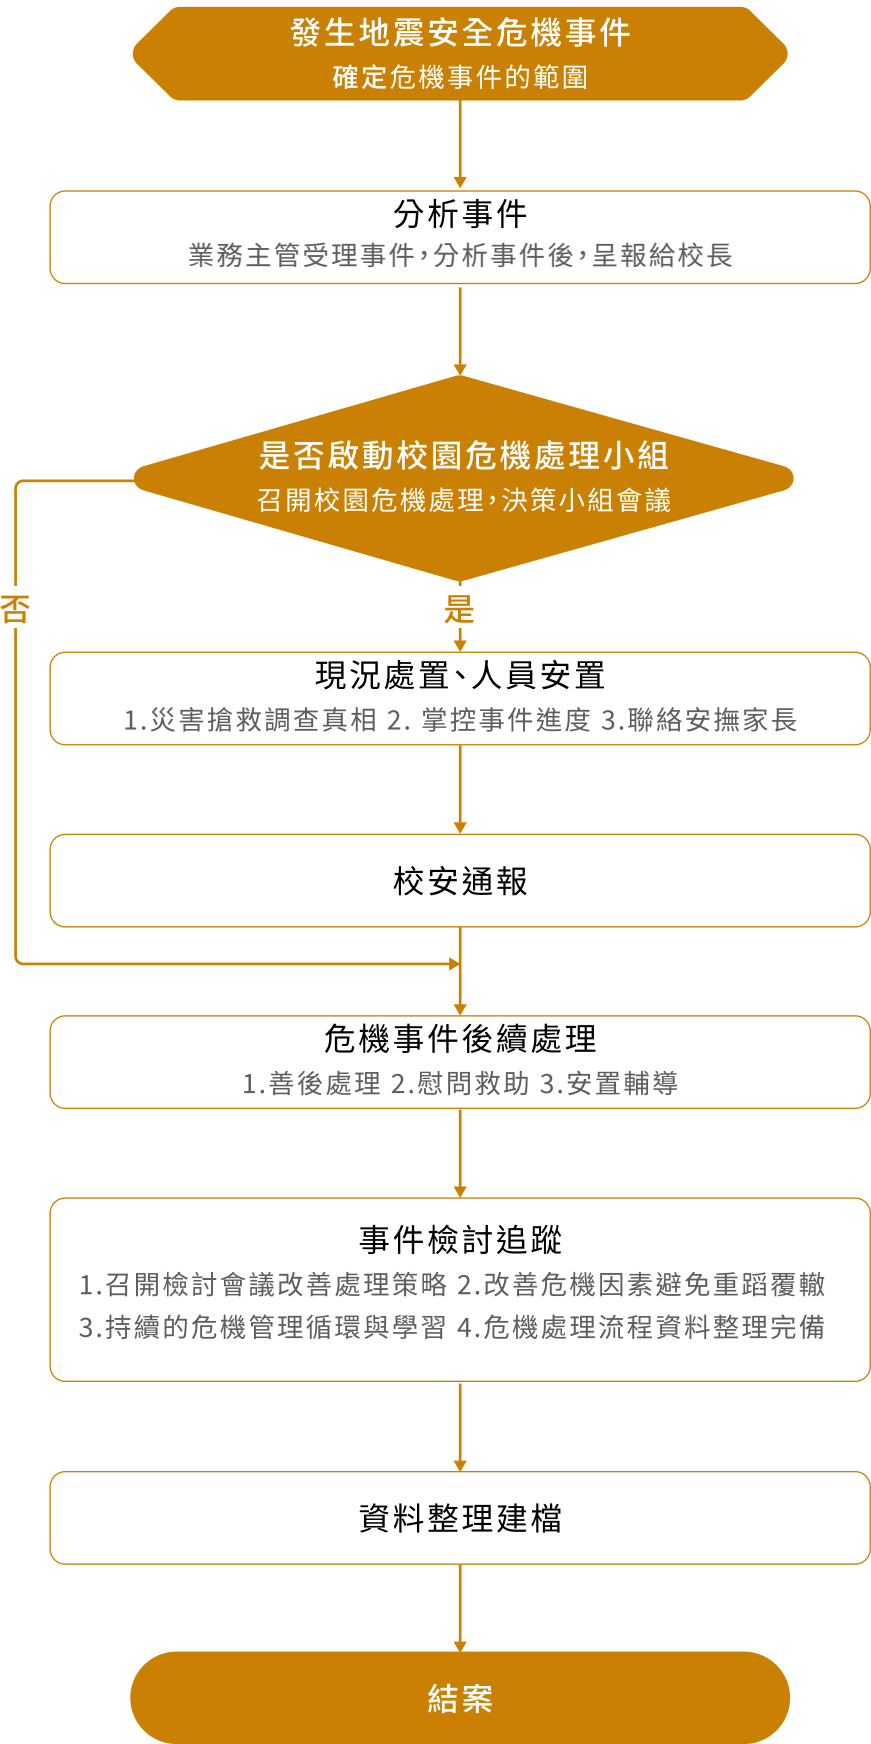 發生地震安全危機事件
確定危機事件的範圍
分析事件
業務主管受理事件，分析事件後，呈報給校長
是否啟動校園危機處理小組
召開校園危機處理，決策小組會議
否
是
現況處置、人員安置
1.災害搶救調查真相 2. 掌控事件進度 3.聯絡安撫家長
校安通報
危機事件後續處理
1.善後處理 2.慰問救助 3.安置輔導
事件檢討追蹤
1.召開檢討會議改善處理策略 2.改善危機因素避免重蹈覆轍
3.持續的危機管理循環與學習 4.危機處理流程資料整理完備
資料整理建檔
結案